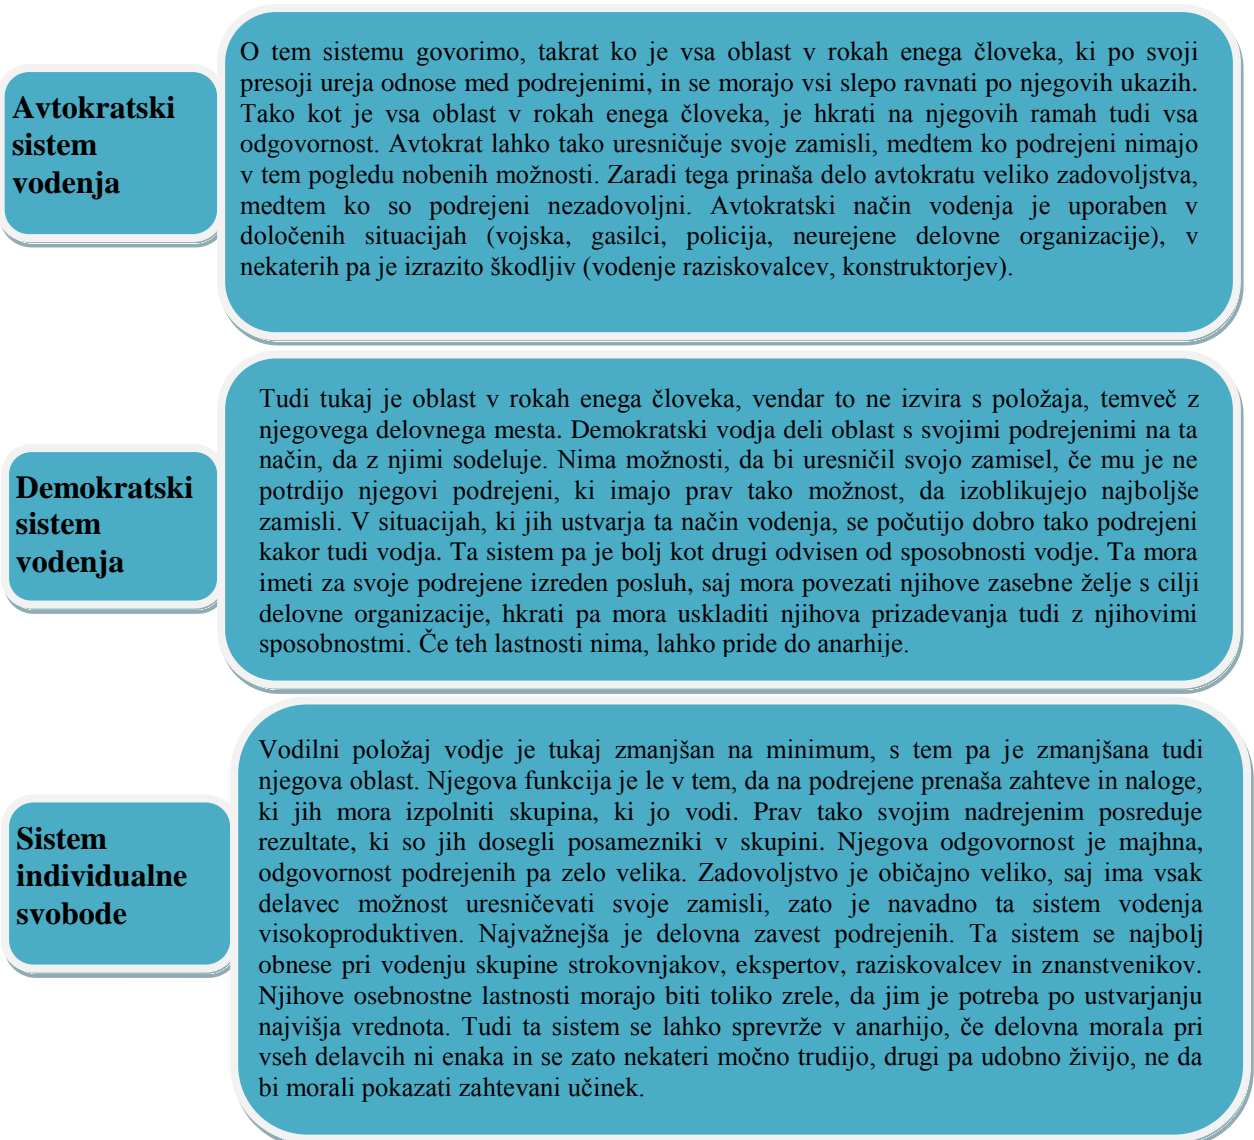 Avtokratski
sistem
vodenja
O tem sistemu govorimo, takrat ko je vsa oblast v rokah enega človeka, ki po svoji
presoji ureja odnose med podrejenimi, in se morajo vsi slepo ravnati po njegovih ukazih.
Tako kot je vsa oblast v rokah enega človeka, je hkrati na njegovih ramah tudi vsa
odgovornost. Avtokrat lahko tako uresničuje svoje zamisli, medtem ko podrejeni nimajo
v tem pogledu nobenih možnosti. Zaradi tega prinaša delo avtokratu veliko zadovoljstva,
medtem ko so podrejeni nezadovoljni. Avtokratski način vodenja je uporaben v
določenih situacijah (vojska, gasilci, policija, neurejene delovne organizacije), v
nekaterih pa je izrazito škodljiv (vodenje raziskovalcev, konstruktorjev).
Demokratski
sistem
vodenja
Tudi tukaj je oblast v rokah enega človeka, vendar to ne izvira s položaja, temveč z
njegovega delovnega mesta. Demokratski vodja deli oblast s svojimi podrejenimi na ta
način, da z njimi sodeluje. Nima možnosti, da bi uresničil svojo zamisel, če mu je ne
potrdijo njegovi podrejeni, ki imajo prav tako možnost, da izoblikujejo najboljše
zamisli. V situacijah, ki jih ustvarja ta način vodenja, se počutijo dobro tako podrejeni
kakor tudi vodja. Ta sistem pa je bolj kot drugi odvisen od sposobnosti vodje. Ta mora
imeti za svoje podrejene izreden posluh, saj mora povezati njihove zasebne želje s cilji
delovne organizacije, hkrati pa mora uskladiti njihova prizadevanja tudi z njihovimi
sposobnostmi. Če teh lastnosti nima, lahko pride do anarhije.
Sistem
individualne
svobode
Vodilni položaj vodje je tukaj zmanjšan na minimum, s tem pa je zmanjšana tudi
njegova oblast. Njegova funkcija je le v tem, da na podrejene prenaša zahteve in naloge,
ki jih mora izpolniti skupina, ki jo vodi. Prav tako svojim nadrejenim posreduje
rezultate, ki so jih dosegli posamezniki v skupini. Njegova odgovornost je majhna,
odgovornost podrejenih pa zelo velika. Zadovoljstvo je običajno veliko, saj ima vsak
delavec možnost uresničevati svoje zamisli, zato je navadno ta sistem vodenja
visokoproduktiven. Najvažnejša je delovna zavest podrejenih. Ta sistem se najbolj
obnese pri vodenju skupine strokovnjakov, ekspertov, raziskovalcev in znanstvenikov.
Njihove osebnostne lastnosti morajo biti toliko zrele, da jim je potreba po ustvarjanju
najvišja vrednota. Tudi ta sistem se lahko sprevrže v anarhijo, če delovna morala pri
vseh delavcih ni enaka in se zato nekateri močno trudijo, drugi pa udobno živijo, ne da
bi morali pokazati zahtevani učinek.